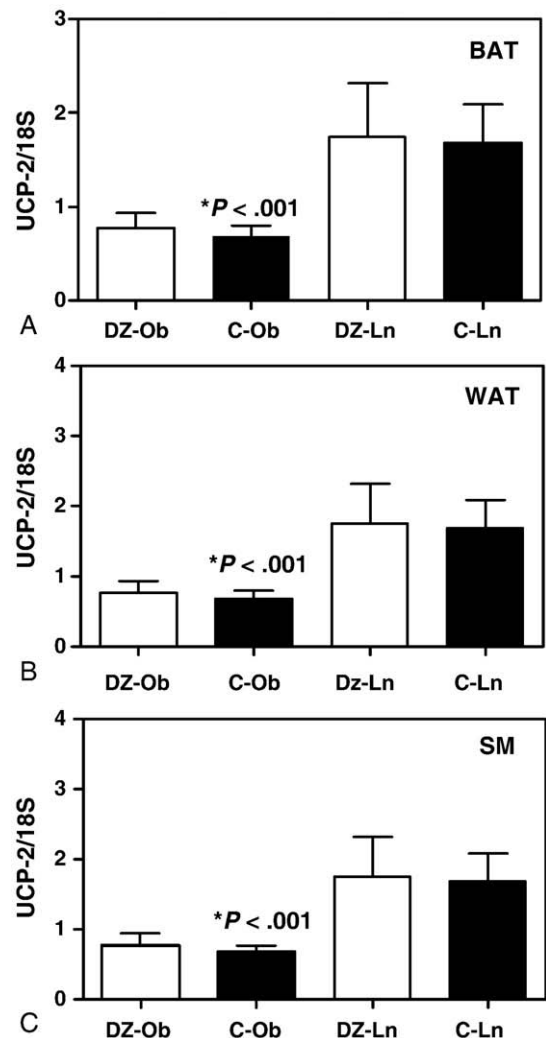 3
BAT
2
UCP-2/18S
*P < .001
1
0
A
DZ-Ob C-Ob DZ-Ln C-Ln
4
WAT
3
UCP-2/18S
2
*P < .001
1
0
B
DZ-Ob C-Ob Dz-Ln C-Ln
4
SM
3
UCP-2/18S
2
*P < .001
1
0
C
DZ-Ob C-Ob DZ-Ln C-Ln